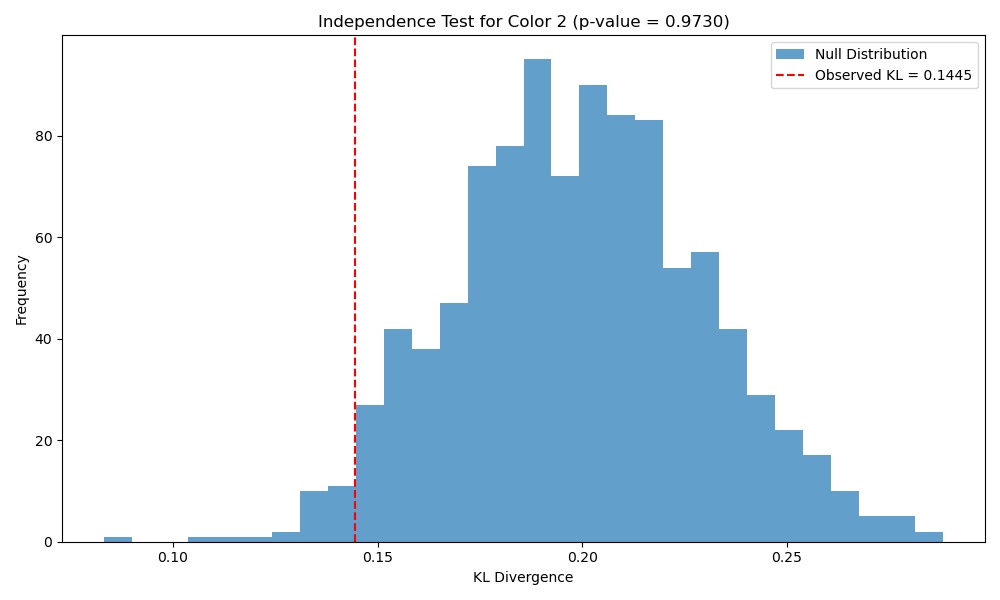 Independence Test for Color 2 (p-value = 0.9730)
Null Distribution
Observed KL = 0.1445
Frequency
80
60
40
20
0
0.10 0.15 0.20 0.25
KL Divergence